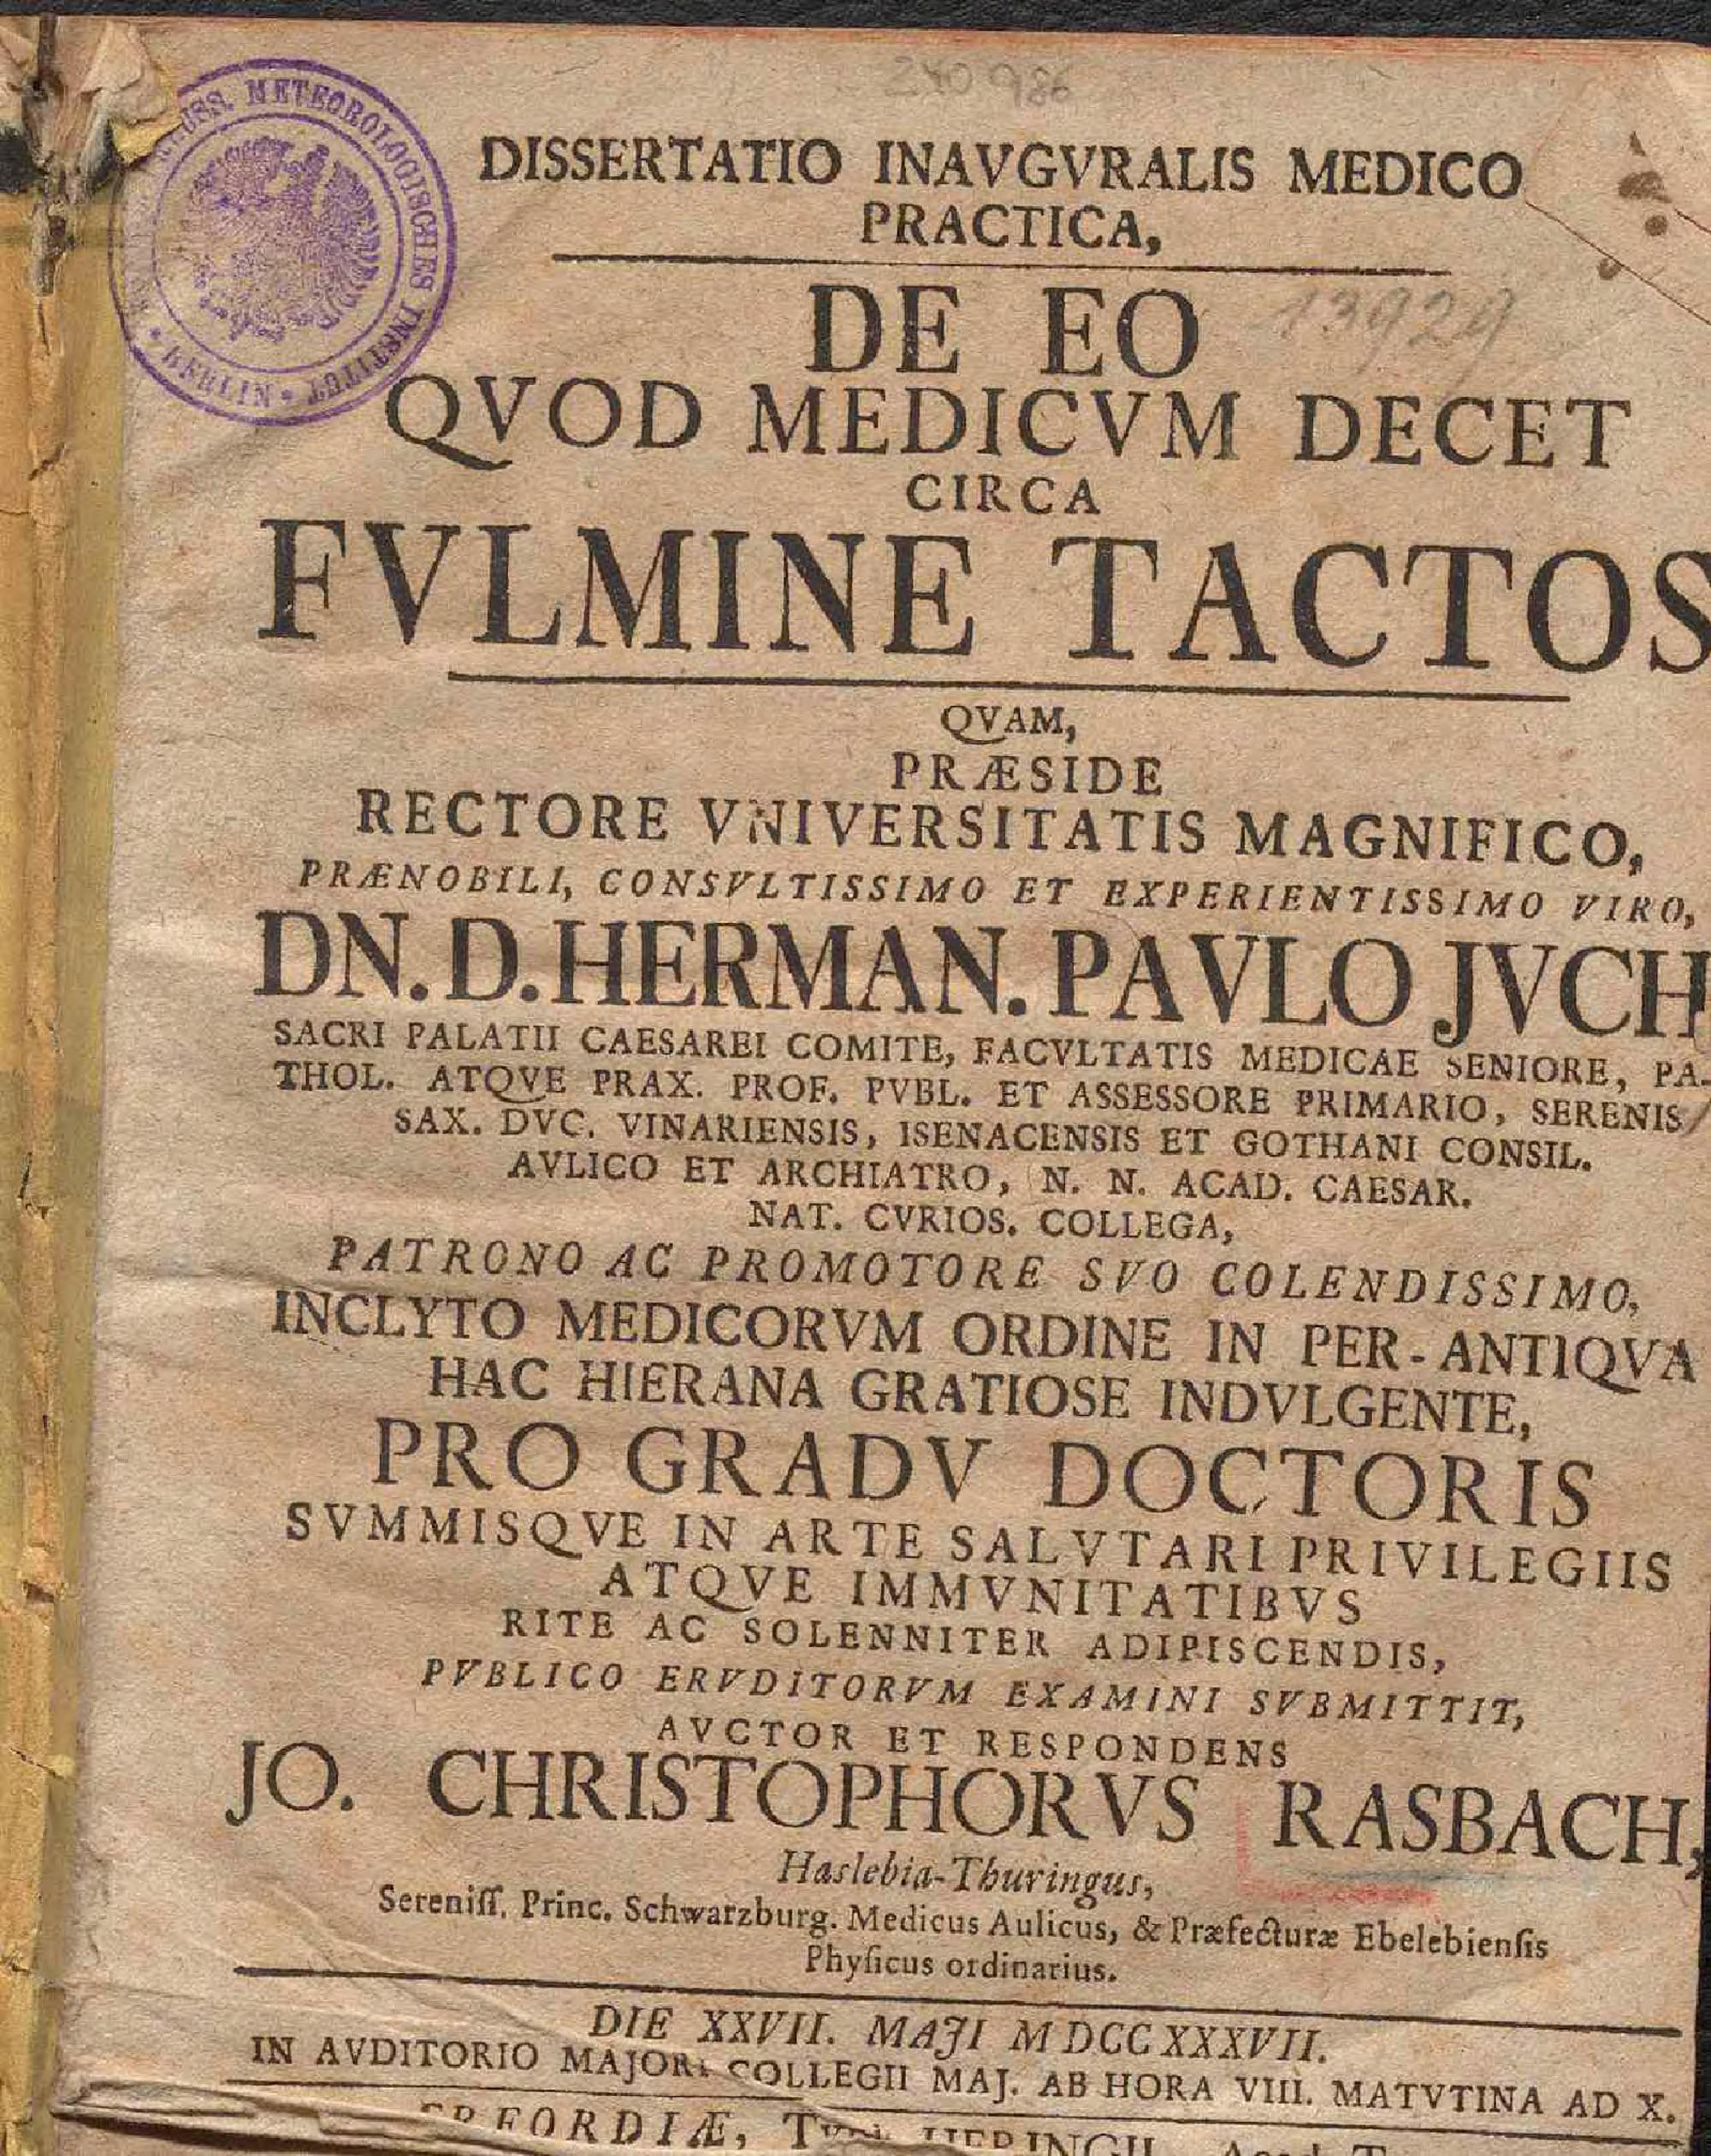 METEOROLOGISCHES INSTITUT
BERLIN
DISSERTATIO INAVGVRALIS MEDICO
PRACTICA,
DE EO
13929
QVOD MEDICVM DECET
CIRCA
FVLMINE TACTOS
QVAM,
PRÆSIDE
RECTORE VNIVERSITATIS MAGNIFICO,
PRÆNOBILI, CONSVLTISSIMO ET EXPERIENTISSIMO VIRO,
DN. D. HERMAN. PAVLO JVCH
SACRI PALATII CAESAREI COMITE, FACVLTATIS MEDICAE SENIORE, PA-
THOL. ATQVE PRAX. PROF. PVBL. ET ASSESSORE PRIMARIO, SERENIS
SAX. DVC. VINARIENSIS, ISENACENSIS ET GOTHANI CONSIL.
AVLICO ET ARCHIATRO, N. N. ACAD. CAESAR.
NAT. CVRIOS. COLLEGA,
PATRONO AC PROMOTORE SVO COLENDISSIMO,
INCLYTO MEDICORVM ORDINE IN PER-ANTIQVA
HAC HIERANA GRATIOSE INDVLGENTE,
PRO GRADV DOCTORIS
SVMMISQVE IN ARTE SALVTARI PRIVILEGIIS
ATQVE IMMVNITATIBVS
RITE AC SOLENNITER ADIPISCENDIS,
PVBLICO ERVDITORVM EXAMINI SVBMITTIT,
AVCTOR ET RESPONDENS
JO. CHRISTOPHORVS RASBACH,
Haslebia-Thuringus,
Sereniſſ. Princ. Schwarzburg. Medicus Aulicus, & Præfecturæ Ebelebienſis
Phyſicus ordinarius.
DIE XXVII. MAJI MDCCXXXVII.
IN AVDITORIO MAJORI COLLEGII MAJ. AB HORA VIII. MATVTINA AD X.